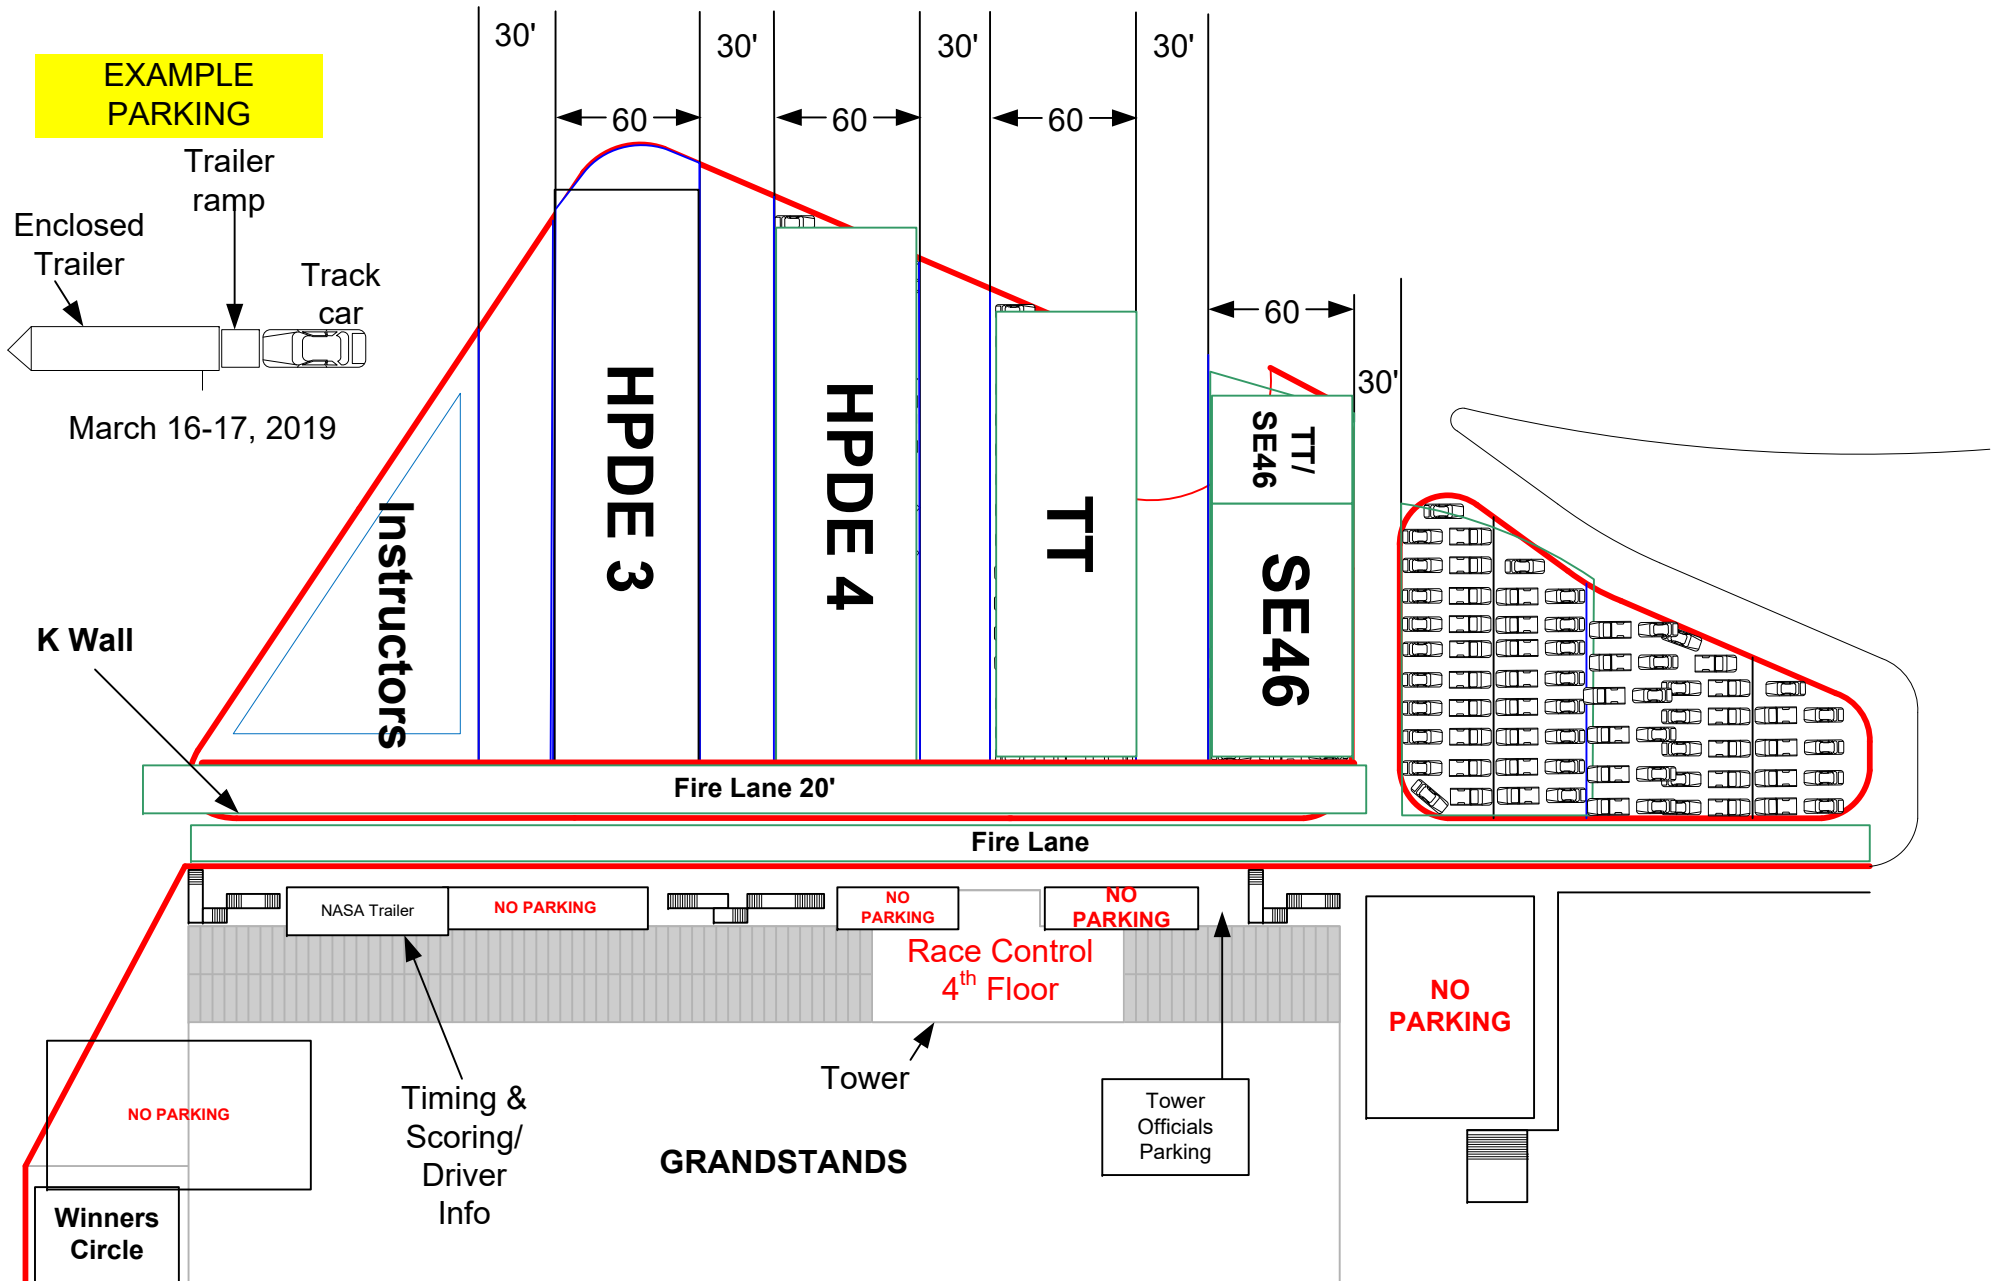 30'
30'
30'
30'
EXAMPLE
PARKING
60
60
60
Trailer
ramp
Enclosed
Trailer
Track
car
60
30'
March 16-17, 2019
HPDE 3
HPDE 4
TT
TT/
SE46
SE46
Instructors
K Wall
Fire Lane 20'
Fire Lane
NASA Trailer
NO PARKING
NO
PARKING
NO
PARKING
Race Control
4th Floor
NO
PARKING
Tower
Timing &
Scoring/
Driver
Info
Tower
Officials
Parking
NO PARKING
GRANDSTANDS
Winners
Circle